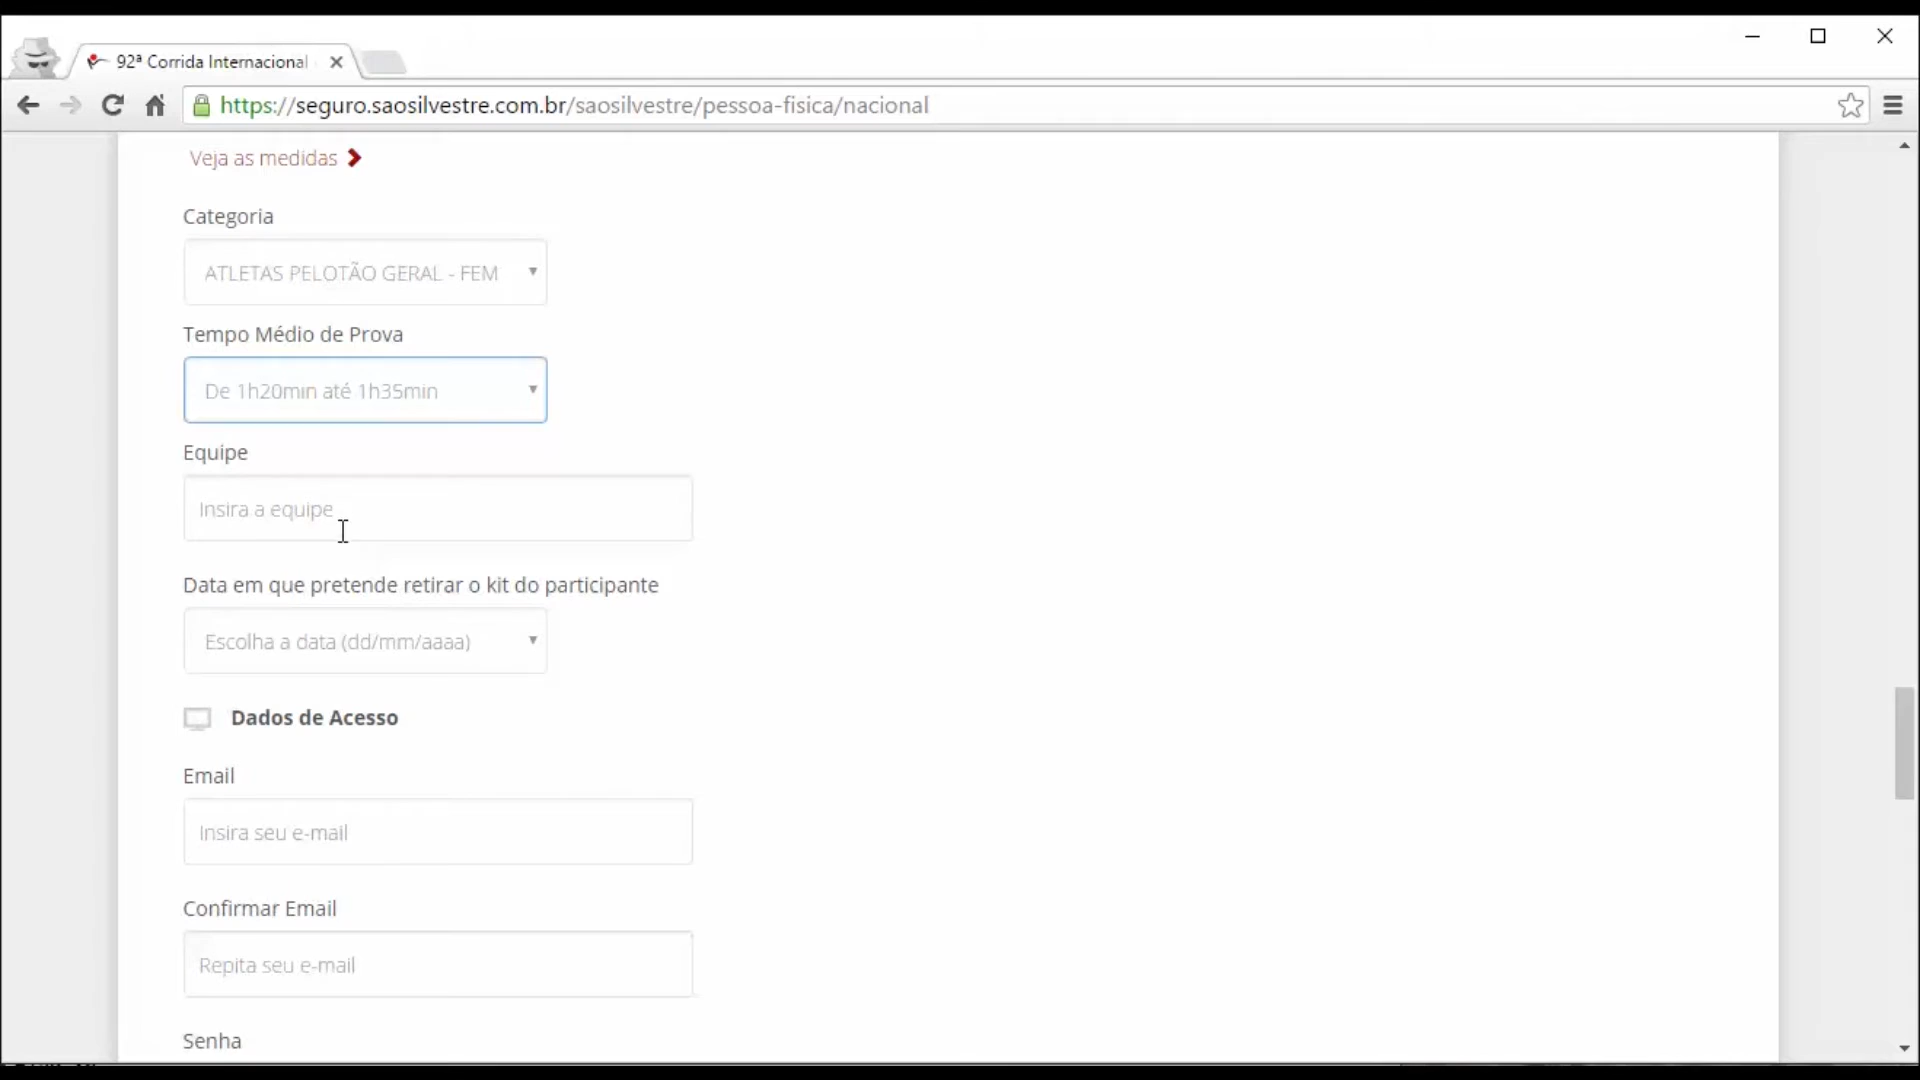 92ª Corrida Internacional
https://seguro.saosilvestre.com.br/saosilvestre/pessoa-fisica/nacional
Veja as medidas
Categoria
ATLETAS PELOTÃO GERAL - FEM
Tempo Médio de Prova
De 1h20min até 1h35min
Equipe
Insira a equipe
Data em que pretende retirar o kit do participante
Escolha a data (dd/mm/aaaa)
Dados de Acesso
Email
Insira seu e-mail
Confirmar Email
Repita seu e-mail
Senha